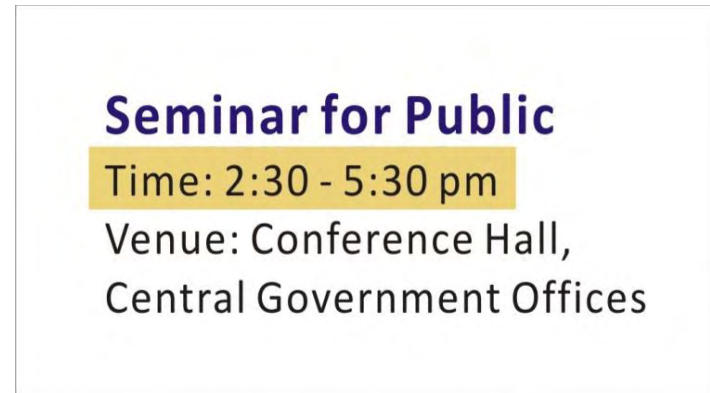 Seminar for Public
Time: 2:30 - 5:30 pm
Venue: Conference Hall,
Central Government Offices